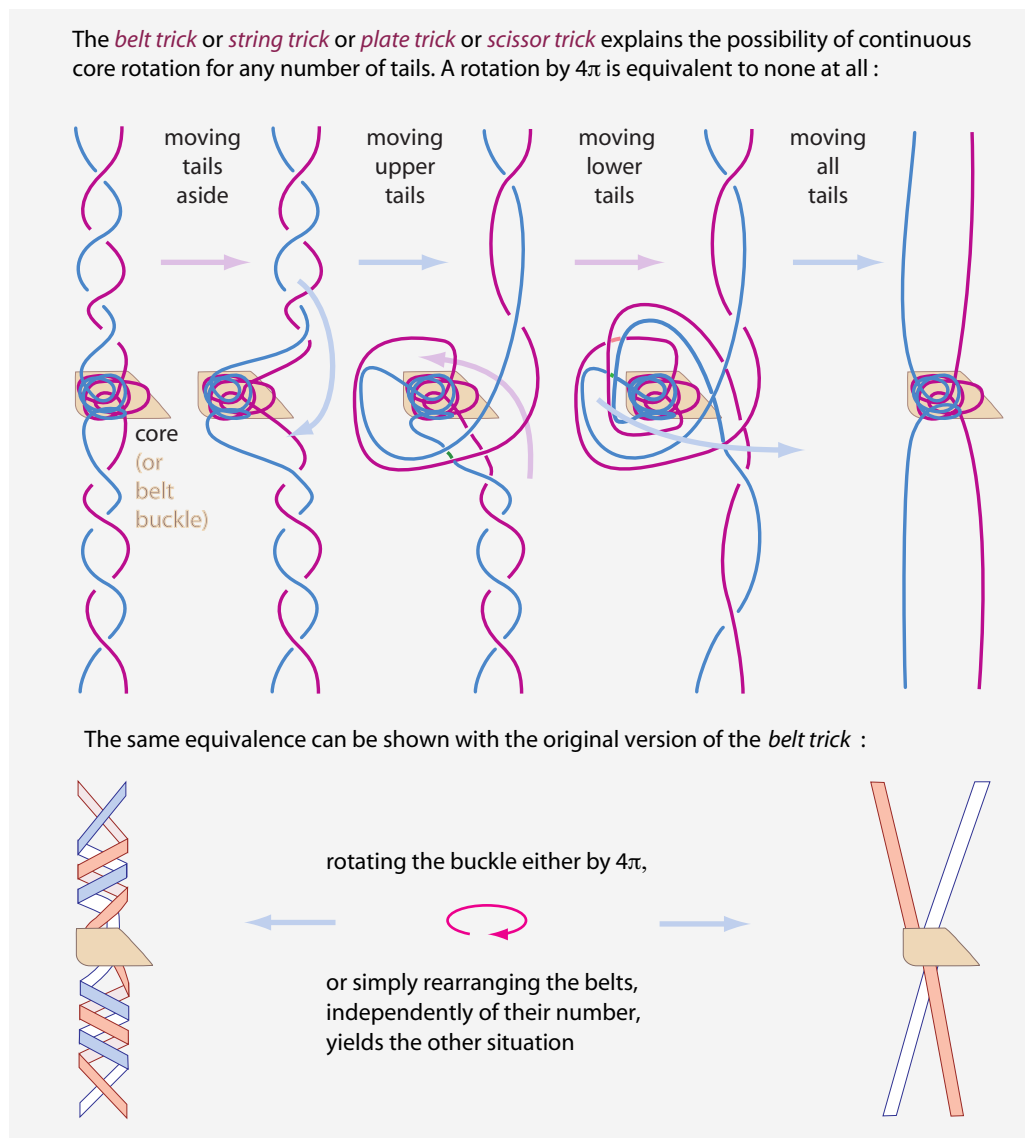 The belt trick or string trick or plate trick or scissor trick explains the possibility of continuous
core rotation for any number of tails. A rotation by 4π is equivalent to none at all :
moving
tails
aside
moving
upper
tails
moving
lower
tails
moving
all
tails
core
(or
belt
buckle)
The same equivalence can be shown with the original version of the belt trick :
rotating the buckle either by 4π,
or simply rearranging the belts,
independently of their number,
yields the other situation